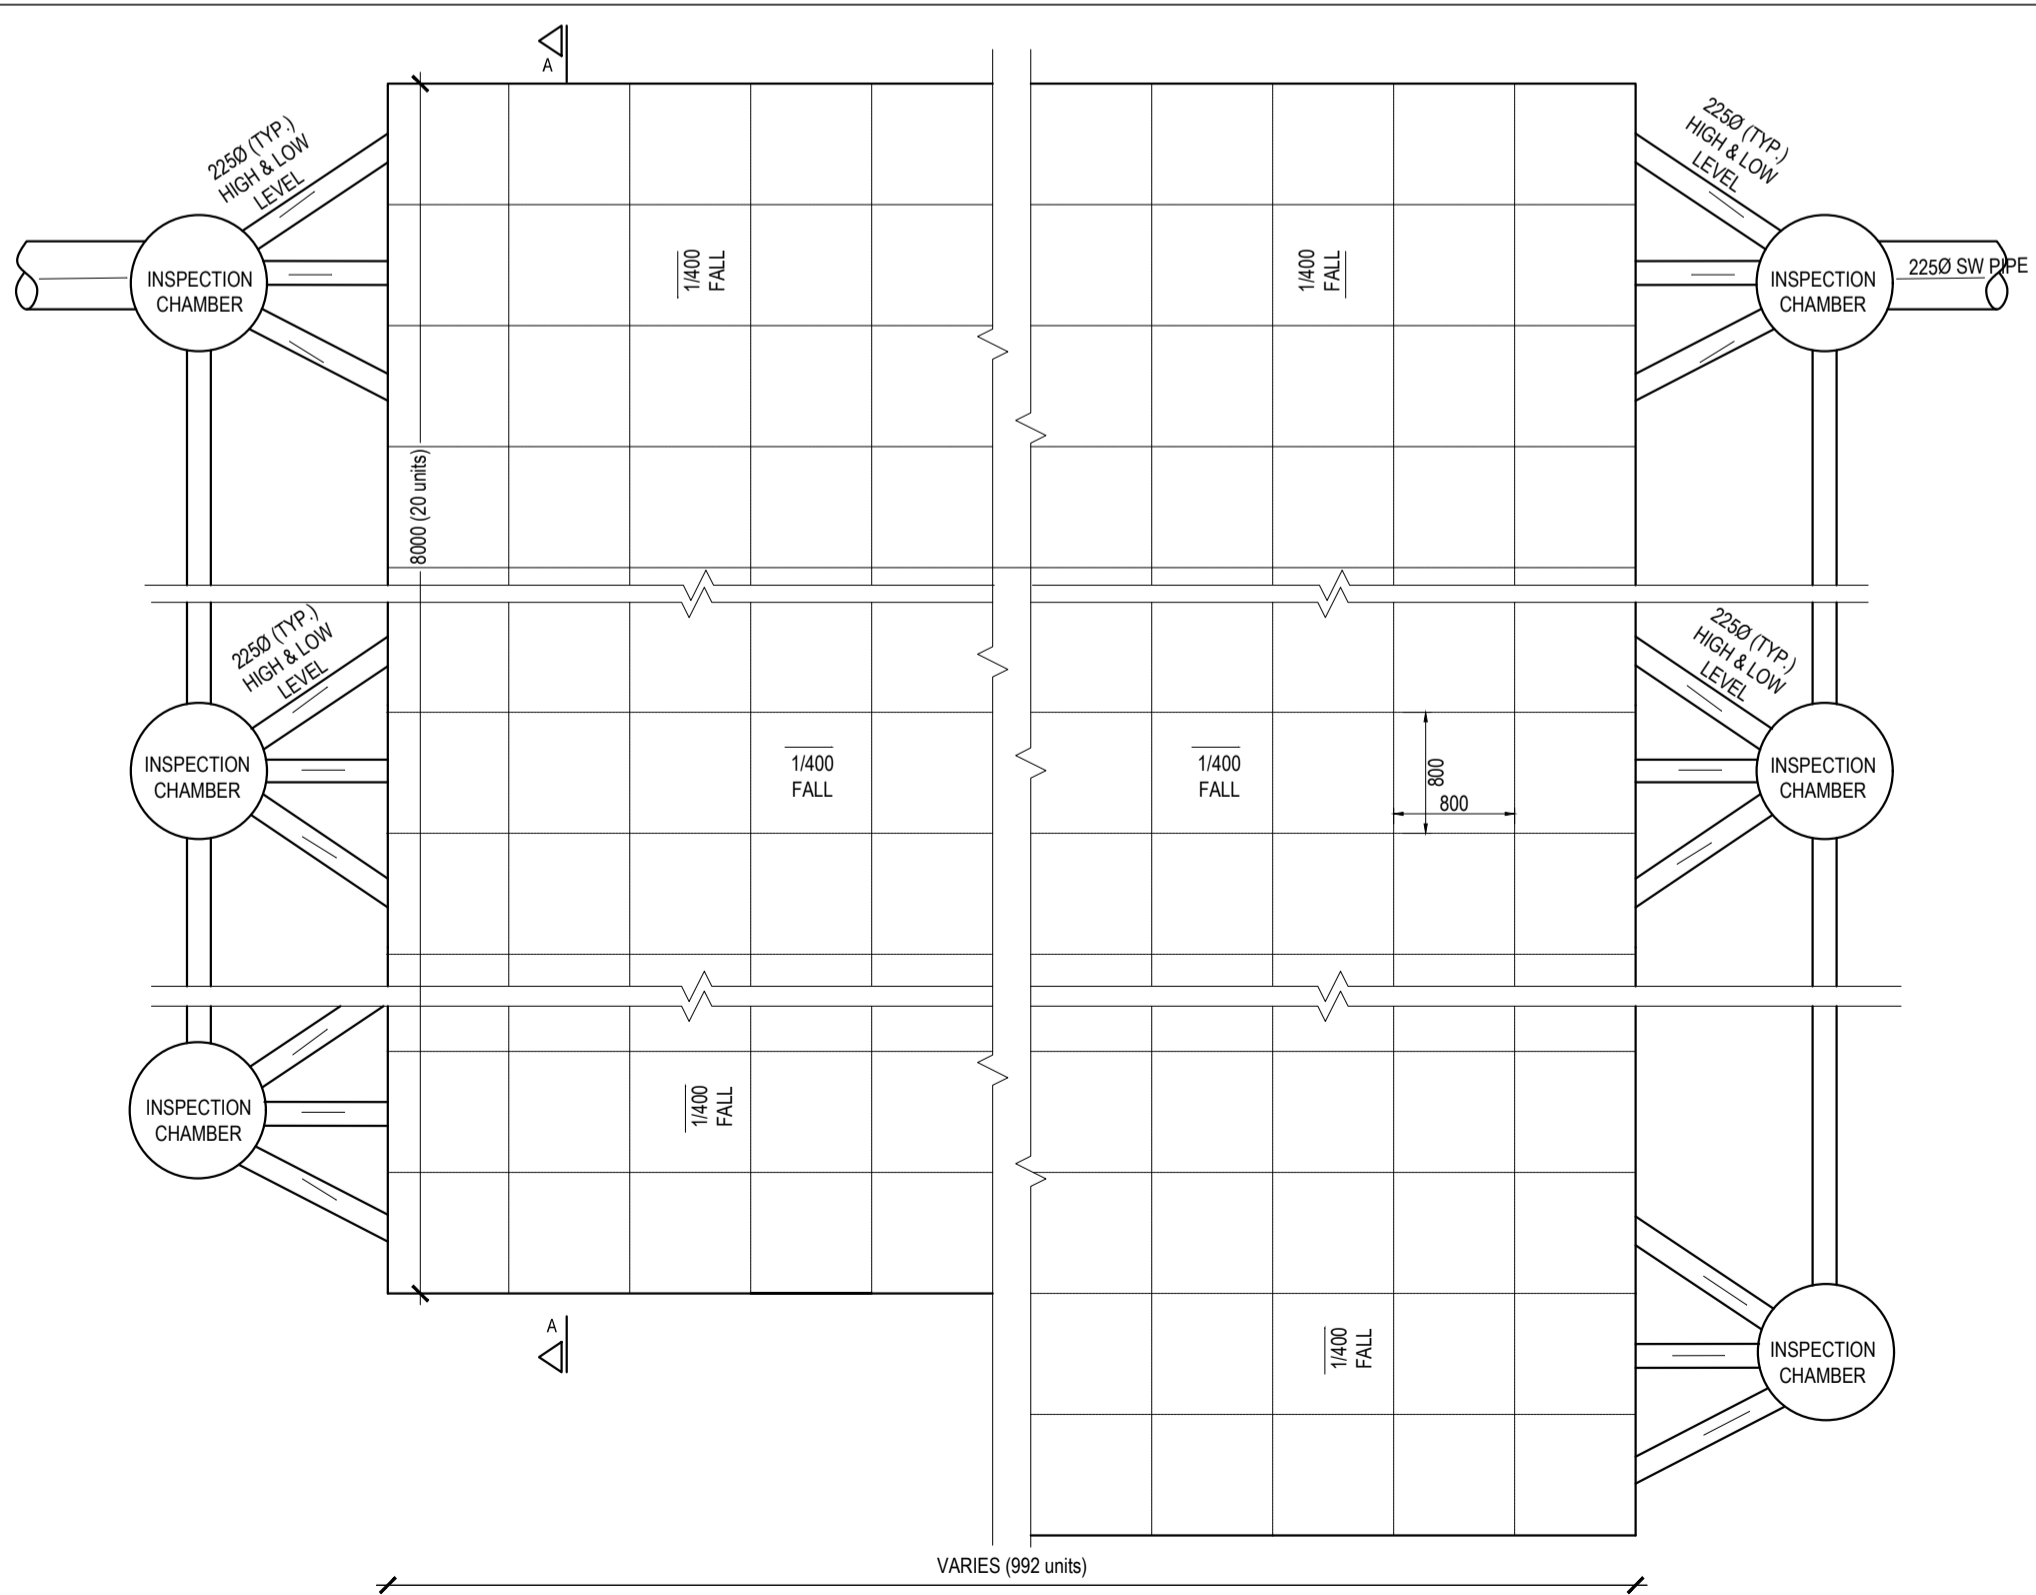 A
225Ø (TYP.)
HIGH & LOW
LEVEL
225Ø (TYP.)
HIGH & LOW
LEVEL
INSPECTION
CHAMBER
1/400
FALL
1/400
FALL
INSPECTION
CHAMBER
225Ø SW PIPE
8000 (20 units)
225Ø (TYP.)
HIGH & LOW
LEVEL
225Ø (TYP.)
HIGH & LOW
LEVEL
INSPECTION
CHAMBER
1/400
FALL
1/400
FALL
800
800
INSPECTION
CHAMBER
INSPECTION
CHAMBER
1/400
FALL
A
1/400
FALL
INSPECTION
CHAMBER
VARIES (992 units)